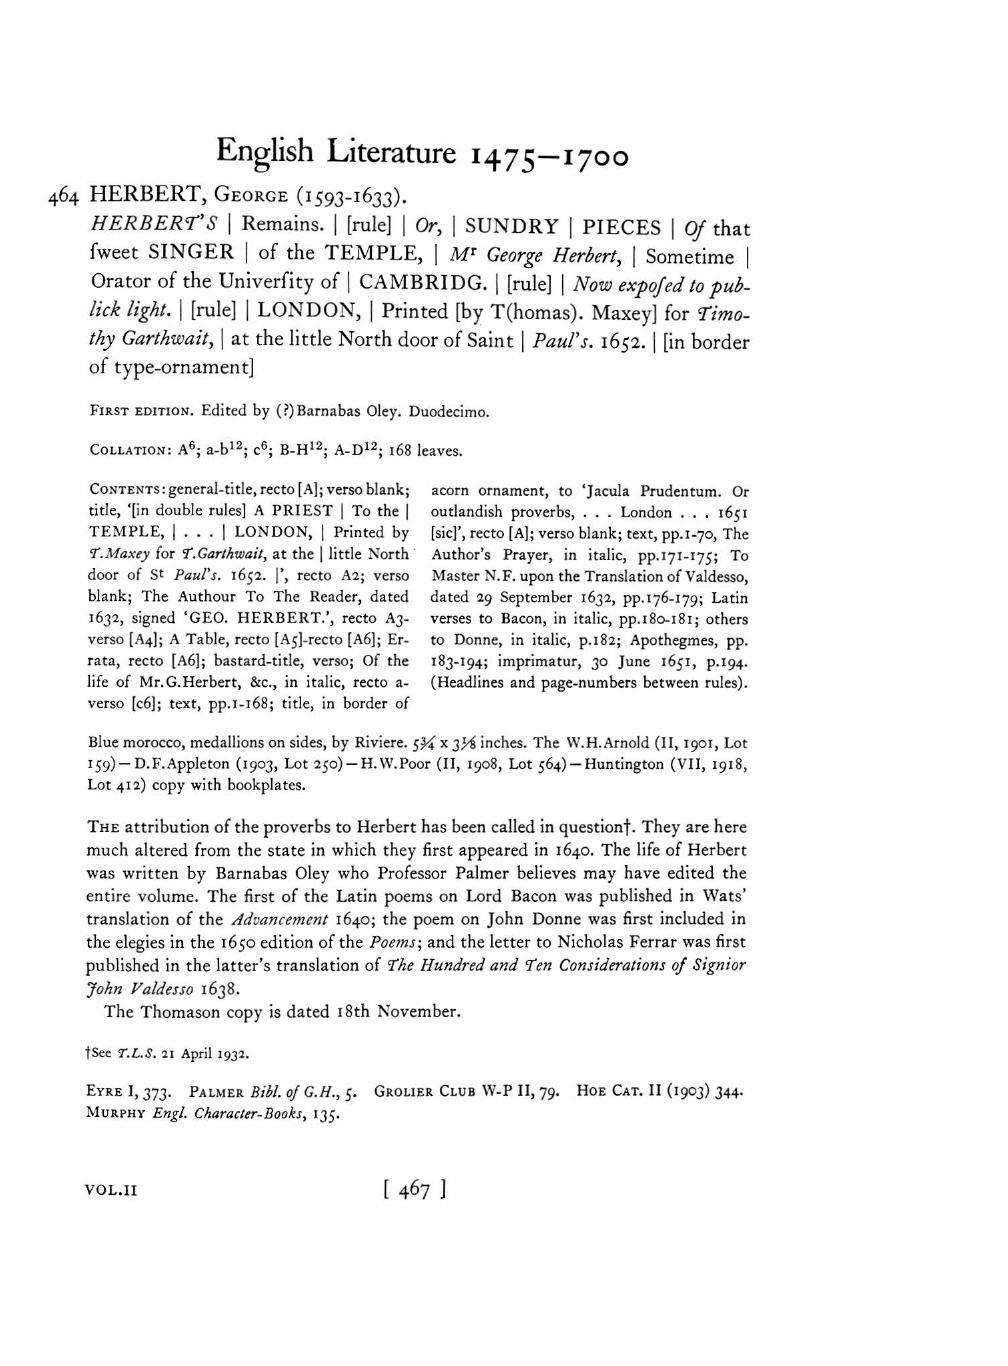 English Literature 1475–1700
464 HERBERT, GEORGE (1593-1633).
HERBERT'S | Remains. | [rule] | Or, | SUNDRY | PIECES | Of that
ſweet SINGER | of the TEMPLE, | Mʳ George Herbert, | Sometime |
Orator of the Univerſity of | CAMBRIDG. | [rule] | Now expoſed to pub-
lick light. | [rule] | LONDON, | Printed [by T(homas). Maxey] for Timo-
thy Garthwait, | at the little North door of Saint | Paul's. 1652. | [in border
of type-ornament]
FIRST EDITION. Edited by (?)Barnabas Oley. Duodecimo.
COLLATION: A⁶; a-b¹²; c⁶; B-H¹²; A-D¹²; 168 leaves.
CONTENTS: general-title, recto [A]; verso blank;
title, '[in double rules] A PRIEST | To the |
TEMPLE, | . . . | LONDON, | Printed by
T.Maxey for T.Garthwait, at the | little North
door of St Paul's. 1652. |', recto A2; verso
blank; The Authour To The Reader, dated
1632, signed 'GEO. HERBERT.', recto A3-
verso [A4]; A Table, recto [A5]-recto [A6]; Er-
rata, recto [A6]; bastard-title, verso; Of the
life of Mr.G.Herbert, &c., in italic, recto a-
verso [c6]; text, pp.1-168; title, in border of
acorn ornament, to 'Jacula Prudentum. Or
outlandish proverbs, . . . London . . . 1651
[sic]', recto [A]; verso blank; text, pp.1-70, The
Author's Prayer, in italic, pp.171-175; To
Master N.F. upon the Translation of Valdesso,
dated 29 September 1632, pp.176-179; Latin
verses to Bacon, in italic, pp.180-181; others
to Donne, in italic, p.182; Apothegmes, pp.
183-194; imprimatur, 30 June 1651, p.194.
(Headlines and page-numbers between rules).
Blue morocco, medallions on sides, by Riviere. 5¾ x 3⅛ inches. The W.H.Arnold (II, 1901, Lot
159) — D.F.Appleton (1903, Lot 250) — H.W.Poor (II, 1908, Lot 564) — Huntington (VII, 1918,
Lot 412) copy with bookplates.
THE attribution of the proverbs to Herbert has been called in question†. They are here
much altered from the state in which they first appeared in 1640. The life of Herbert
was written by Barnabas Oley who Professor Palmer believes may have edited the
entire volume. The first of the Latin poems on Lord Bacon was published in Wats'
translation of the Advancement 1640; the poem on John Donne was first included in
the elegies in the 1650 edition of the Poems; and the letter to Nicholas Ferrar was first
published in the latter's translation of The Hundred and Ten Considerations of Signior
John Valdesso 1638.
The Thomason copy is dated 18th November.
†See T.L.S. 21 April 1932.
EYRE I, 373. PALMER Bibl. of G.H., 5. GROLIER CLUB W-P II, 79. HOE CAT. II (1903) 344.
MURPHY Engl. Character-Books, 135.
VOL.II [ 467 ]